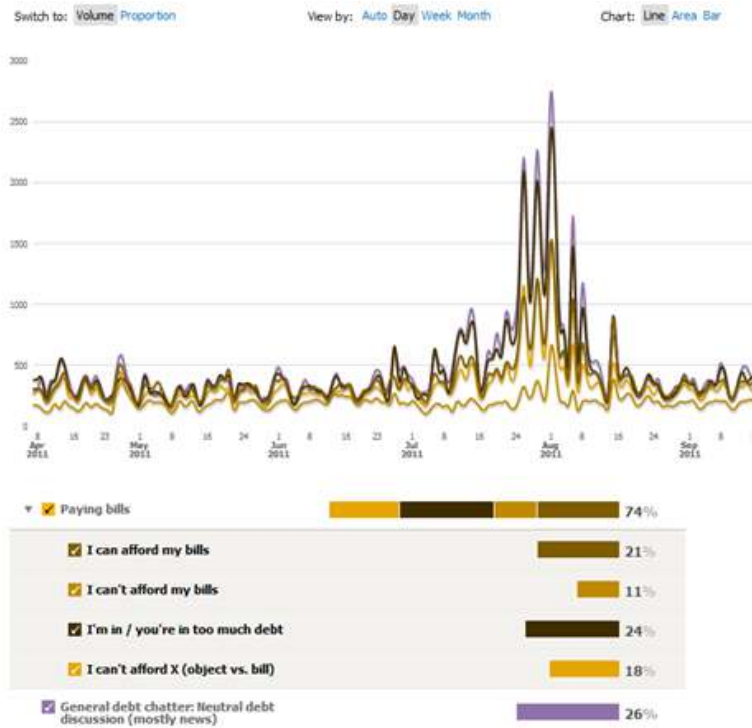 Switch to: Volume Proportion View by: Auto Day Week Month Chart: Line Area Bar
3000
2500
2000
1500
1000
500
0
8 16 23 1 8 16 24 1 8 16 23 1 8 16 24 1 8 16 24 1 8
Apr 2011 May 2011 Jun 2011 Jul 2011 Aug 2011 Sep 2011
Paying bills 74%
I can afford my bills 21%
I can't afford my bills 11%
I'm in / you're in too much debt 24%
I can't afford X (object vs. bill) 18%
General debt chatter: Neutral debt
discussion (mostly news) 26%